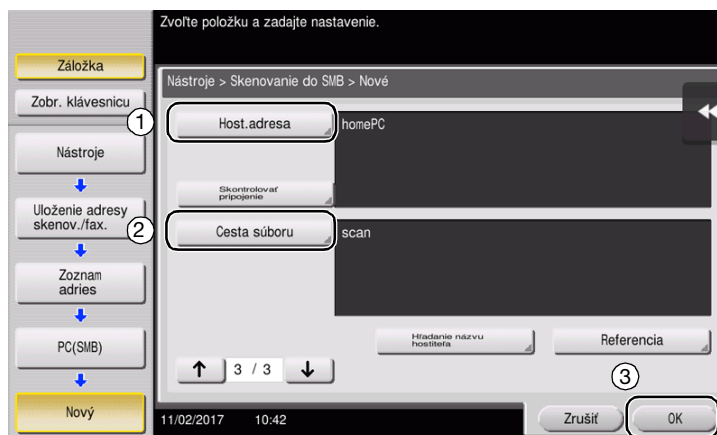 Zvoľte položku a zadajte nastavenie.
Záložka
Zobr. klávesnicu
Nástroje
Uloženie adresy
skenov./fax.
Zoznam
adries
PC(SMB)
Nový
Nástroje > Skenovanie do SMB > Nové
1
Host.adresa
homePC
Skontrolovať
pripojenie
2
Cesta súboru
scan
Hľadanie názvu
hostiteľa
Referencia
3 / 3
3
11/02/2017 10:42
Zrušiť
OK